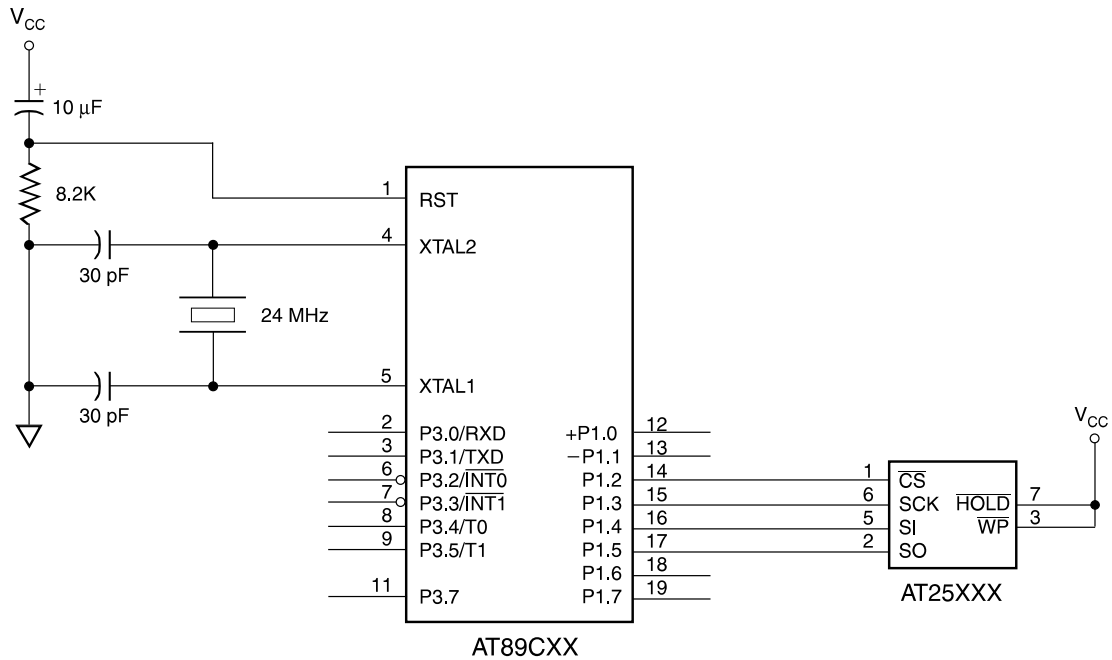 VCC
+
10 µF
8.2K
30 pF
24 MHz
30 pF
1 RST
4 XTAL2
5 XTAL1
2 P3.0/RXD
3 P3.1/TXD
6 P3.2/INT0
7 P3.3/INT1
8 P3.4/T0
9 P3.5/T1
11 P3.7
+P1.0 12
−P1.1 13
P1.2 14
P1.3 15
P1.4 16
P1.5 17
P1.6 18
P1.7 19
AT89CXX
VCC
1 CS
6 SCK HOLD 7
5 SI WP 3
2 SO
AT25XXX